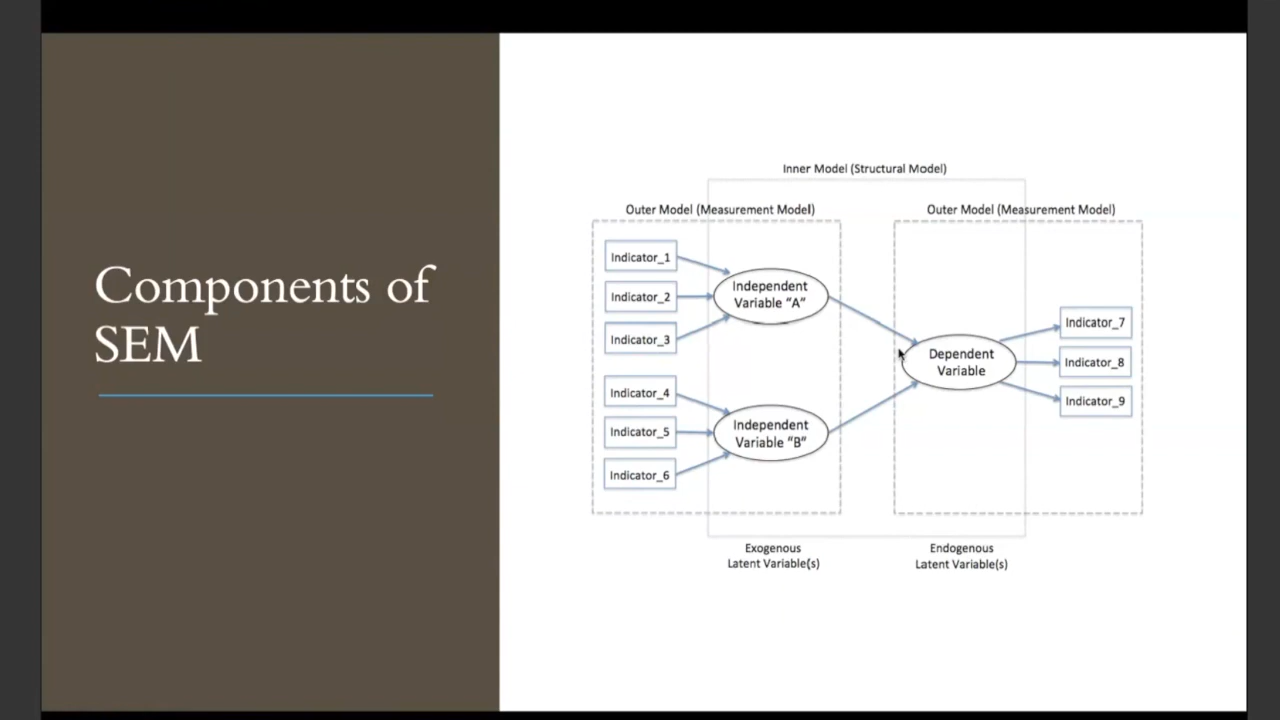 Components of
SEM
Inner Model (Structural Model)
Outer Model (Measurement Model)
Outer Model (Measurement Model)
Indicator_1
Indicator_2
Indicator_3
Independent
Variable “A”
Indicator_4
Indicator_5
Indicator_6
Independent
Variable “B”
Dependent
Variable
Indicator_7
Indicator_8
Indicator_9
Exogenous
Latent Variable(s)
Endogenous
Latent Variable(s)